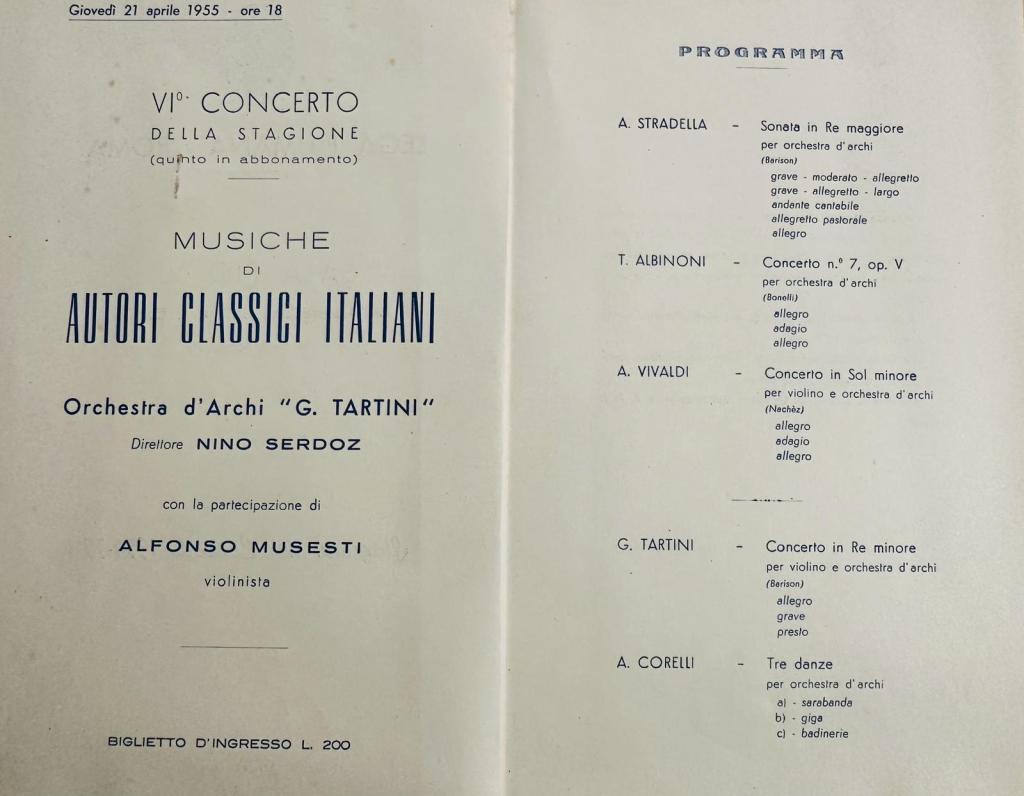 Giovedì 21 aprile 1955 - ore 18
VIº· CONCERTO
DELLA STAGIONE
(quinto in abbonamento)
MUSICHE
DI
AUTORI CLASSICI ITALIANI
Orchestra d'Archi "G. TARTINI"
Direttore NINO SERDOZ
con la partecipazione di
ALFONSO MUSESTI
violinista
BIGLIETTO D'INGRESSO L. 200
PROGRAMMA
A. STRADELLA - Sonata in Re maggiore
per orchestra d'archi
(Barison)
grave - moderato - allegretto
grave - allegretto - largo
andante cantabile
allegretto pastorale
allegro
T. ALBINONI - Concerto n.º 7, op. V
per orchestra d'archi
(Bonelli)
allegro
adagio
allegro
A. VIVALDI - Concerto in Sol minore
per violino e orchestra d'archi
(Nachèz)
allegro
adagio
allegro
G. TARTINI - Concerto in Re minore
per violino e orchestra d'archi
(Barison)
allegro
grave
presto
A. CORELLI - Tre danze
per orchestra d'archi
a) - sarabanda
b) - giga
c) - badinerie